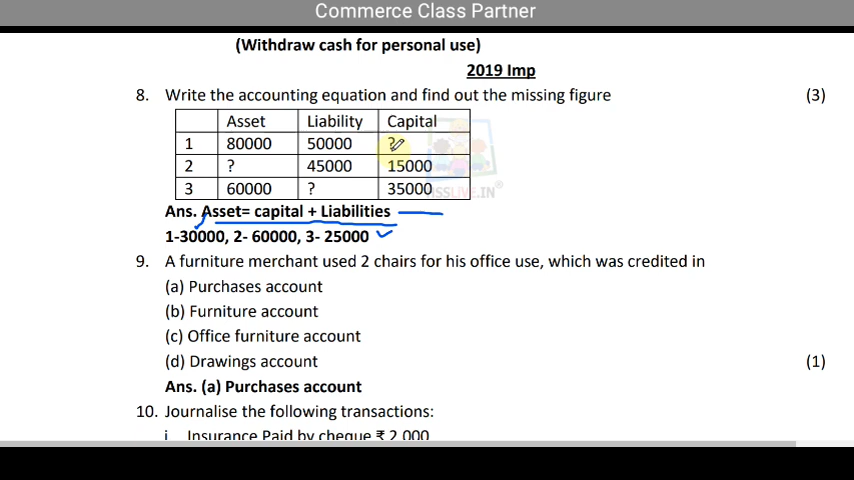 Commerce Class Partner
(Withdraw cash for personal use)
2019 Imp
8. Write the accounting equation and find out the missing figure (3)
Asset Liability Capital
1 80000 50000 ?
2 ? 45000 15000
3 60000 ? 35000
Ans. Asset= capital + Liabilities
1-30000, 2- 60000, 3- 25000
9. A furniture merchant used 2 chairs for his office use, which was credited in
(a) Purchases account
(b) Furniture account
(c) Office furniture account
(d) Drawings account (1)
Ans. (a) Purchases account
10. Journalise the following transactions:
i Insurance Paid by cheque ₹ 2,000